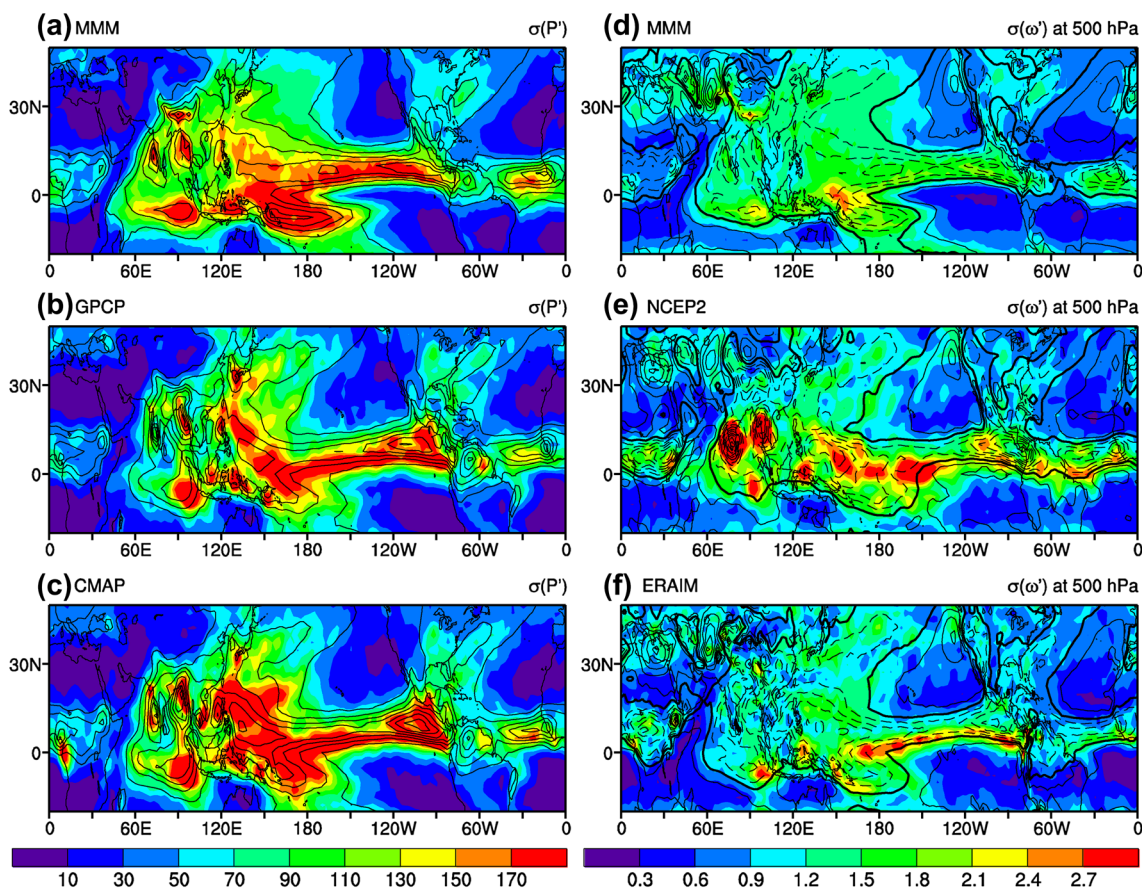 (a) MMM σ(P')
30N
0
60E 120E 180 120W 60W 0
(b) GPCP σ(P')
30N
0
60E 120E 180 120W 60W 0
(c) CMAP σ(P')
30N
0
0 60E 120E 180 120W 60W 0
10 30 50 70 90 110 130 150 170
(d) MMM σ(ω') at 500 hPa
30N
0
60E 120E 180 120W 60W 0
(e) NCEP2 σ(ω') at 500 hPa
30N
0
60E 120E 180 120W 60W 0
(f) ERAIM σ(ω') at 500 hPa
30N
0
0 60E 120E 180 120W 60W 0
0.3 0.6 0.9 1.2 1.5 1.8 2.1 2.4 2.7